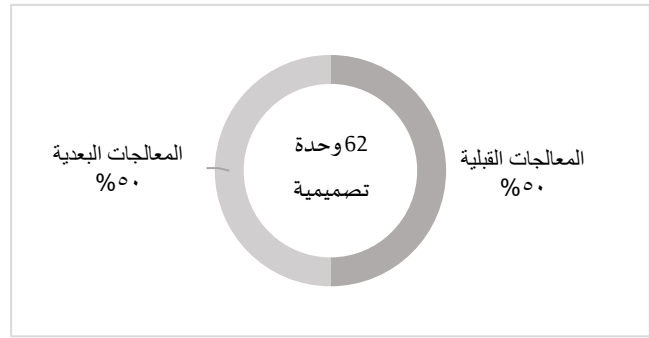 المعالجات القبلية
%٥٠
62 وحدة
تصميمية
المعالجات البعدية
%٥٠